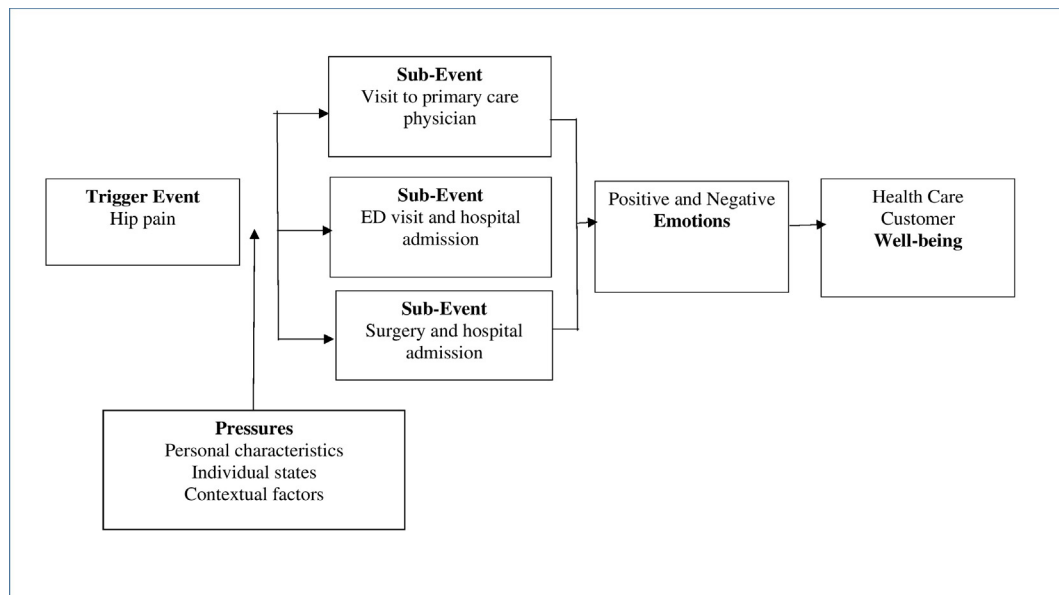 Sub-Event
Visit to primary care
physician
Trigger Event
Hip pain
Sub-Event
ED visit and hospital
admission
Sub-Event
Surgery and hospital
admission
Positive and Negative
Emotions
Health Care
Customer
Well-being
Pressures
Personal characteristics
Individual states
Contextual factors